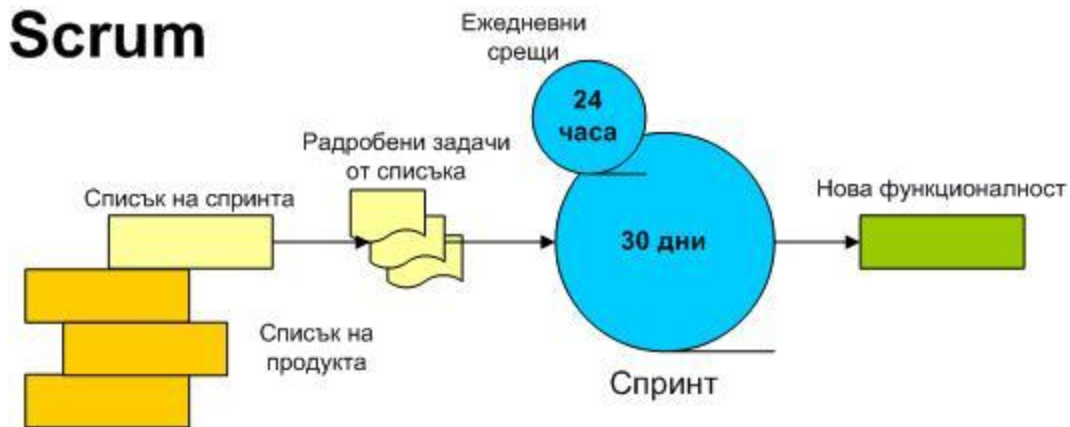 Scrum
Ежедневни
срещи
24
часа
Радробени задачи
от списъка
Списък на спринта
Нова функционалност
30 дни
Списък на
продукта
Спринт